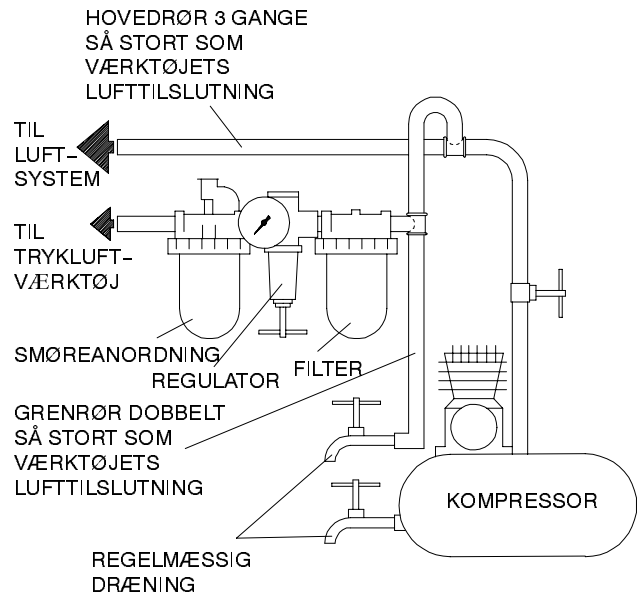 HOVEDRØR 3 GANGE
SÅ STORT SOM
VÆRKTØJETS
LUFTTILSLUTNING
TIL
LUFT–
SYSTEM
TIL
TRYKLUFT–
VÆRKTØJ
SMØREANORDNING
REGULATOR
FILTER
GRENRØR DOBBELT
SÅ STORT SOM
VÆRKTØJETS
LUFTTILSLUTNING
KOMPRESSOR
REGELMÆSSIG
DRÆNING